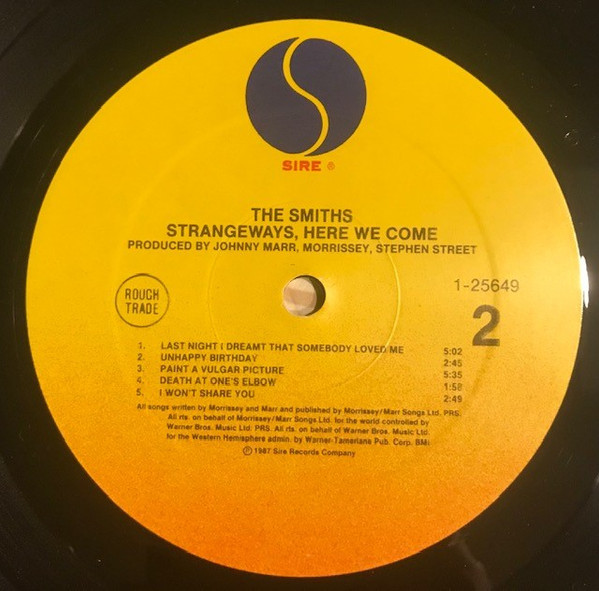 SIRE ®
THE SMITHS
STRANGEWAYS, HERE WE COME
PRODUCED BY JOHNNY MARR, MORRISSEY, STEPHEN STREET
ROUGH
TRADE
1-25649
2
1. LAST NIGHT I DREAMT THAT SOMEBODY LOVED ME 5:02
2. UNHAPPY BIRTHDAY 2:45
3. PAINT A VULGAR PICTURE 5:35
4. DEATH AT ONE'S ELBOW 1:58
5. I WON'T SHARE YOU 2:49
All songs written by Morrissey and Marr and published by Morrissey/Marr Songs Ltd. PRS.
All rts. on behalf of Morrissey/Marr Songs Ltd. for the world controlled by
Warner Bros. Music Ltd. PRS. All rts. on behalf of Warner Bros. Music Ltd.
for the Western Hemisphere admin. by Warner-Tamerlane Pub. Corp. BMI
℗ 1987 Sire Records Company